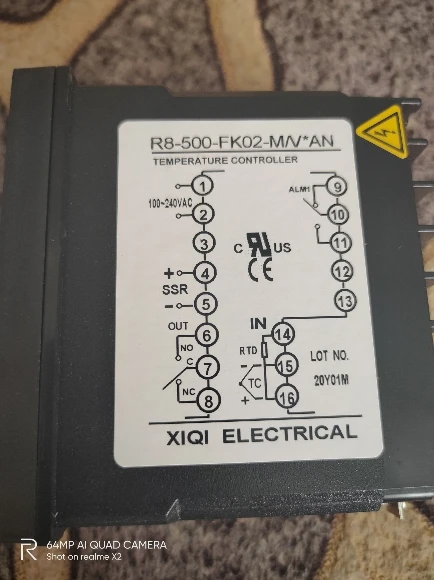 R8-500-FK02-M/V*AN
TEMPERATURE CONTROLLER
1
100~240VAC
2
3
+ 4
SSR
- 5
OUT 6
NO
C 7
NC 8
ALM1 9
10
11
12
13
C UR US
CE
IN 14
RTD
- 15
TC
+ 16
LOT NO.
20Y01M
XIQI ELECTRICAL
R 64MP AI QUAD CAMERA
Shot on realme X2